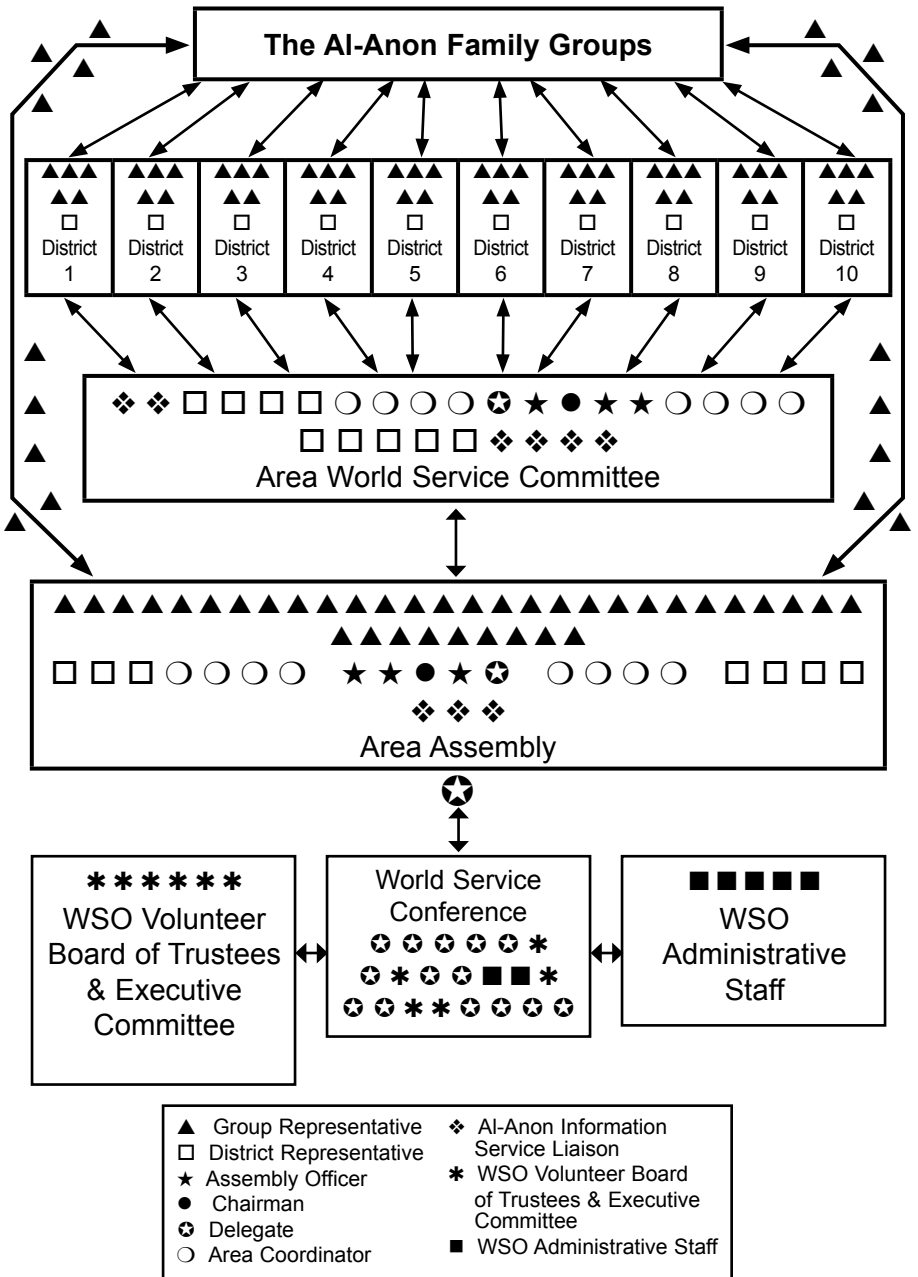 The Al-Anon Family Groups
District 1
District 2
District 3
District 4
District 5
District 6
District 7
District 8
District 9
District 10
Area World Service Committee
Area Assembly
WSO Volunteer
Board of Trustees
& Executive
Committee
World Service
Conference
WSO
Administrative
Staff
Group Representative
District Representative
Assembly Officer
Chairman
Delegate
Area Coordinator
Al-Anon Information
Service Liaison
WSO Volunteer Board
of Trustees & Executive
Committee
WSO Administrative Staff